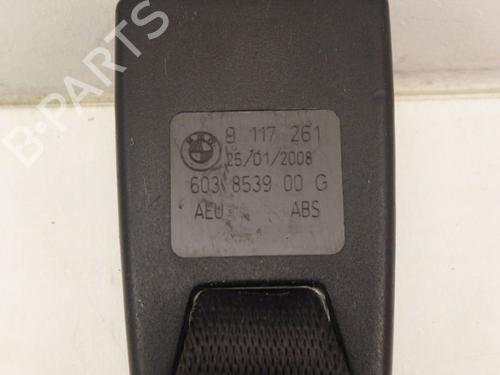 B-PARTS
9 117 261
25/01/2008
603 8539 00 G
AEU ABS